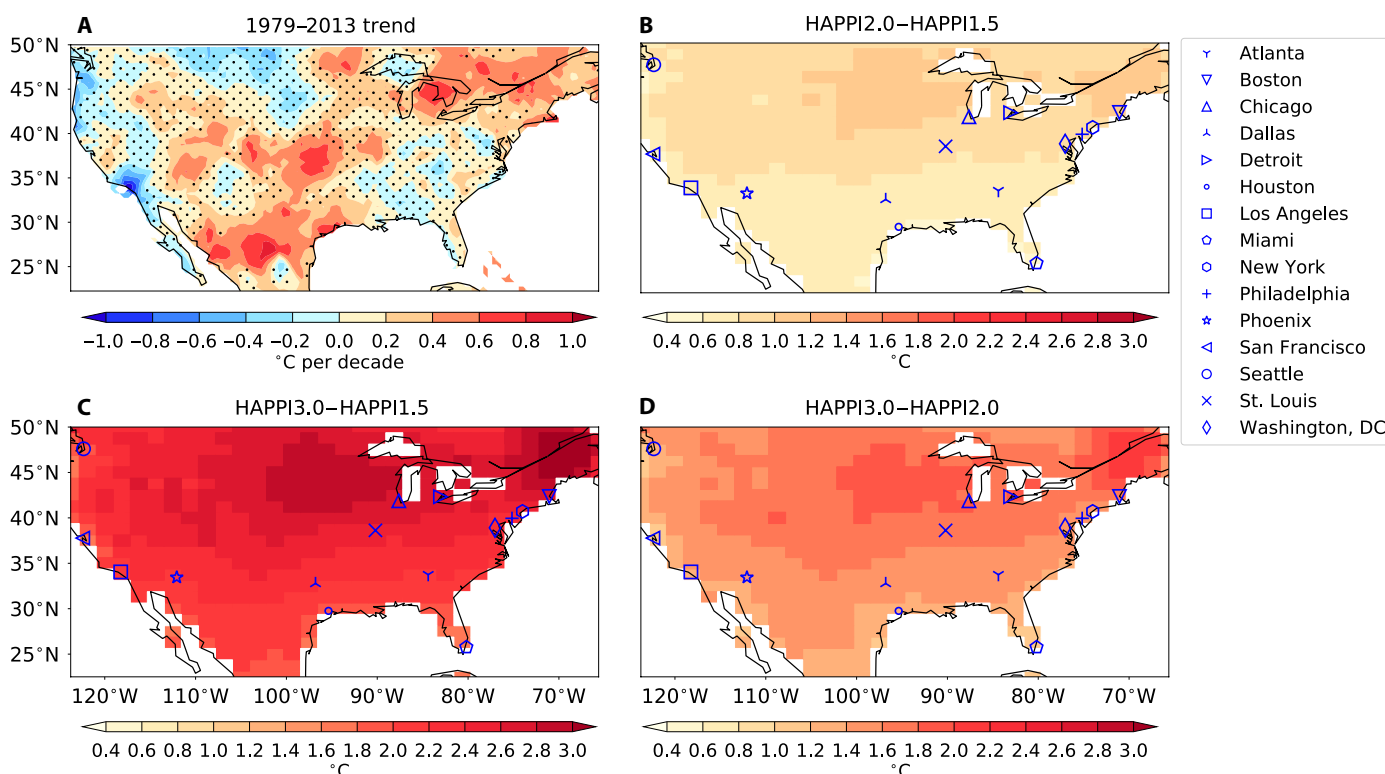 A 1979–2013 trend
50°N
45°N
40°N
35°N
30°N
25°N
−1.0 −0.8 −0.6 −0.4 −0.2 0.0 0.2 0.4 0.6 0.8 1.0
°C per decade
B HAPPI2.0−HAPPI1.5
0.4 0.6 0.8 1.0 1.2 1.4 1.6 1.8 2.0 2.2 2.4 2.6 2.8 3.0
°C
Atlanta
Boston
Chicago
Dallas
Detroit
Houston
Los Angeles
Miami
New York
Philadelphia
Phoenix
San Francisco
Seattle
St. Louis
Washington, DC
C HAPPI3.0−HAPPI1.5
50°N
45°N
40°N
35°N
30°N
25°N
120°W 110°W 100°W 90°W 80°W 70°W
0.4 0.6 0.8 1.0 1.2 1.4 1.6 1.8 2.0 2.2 2.4 2.6 2.8 3.0
°C
D HAPPI3.0−HAPPI2.0
120°W 110°W 100°W 90°W 80°W 70°W
0.4 0.6 0.8 1.0 1.2 1.4 1.6 1.8 2.0 2.2 2.4 2.6 2.8 3.0
°C